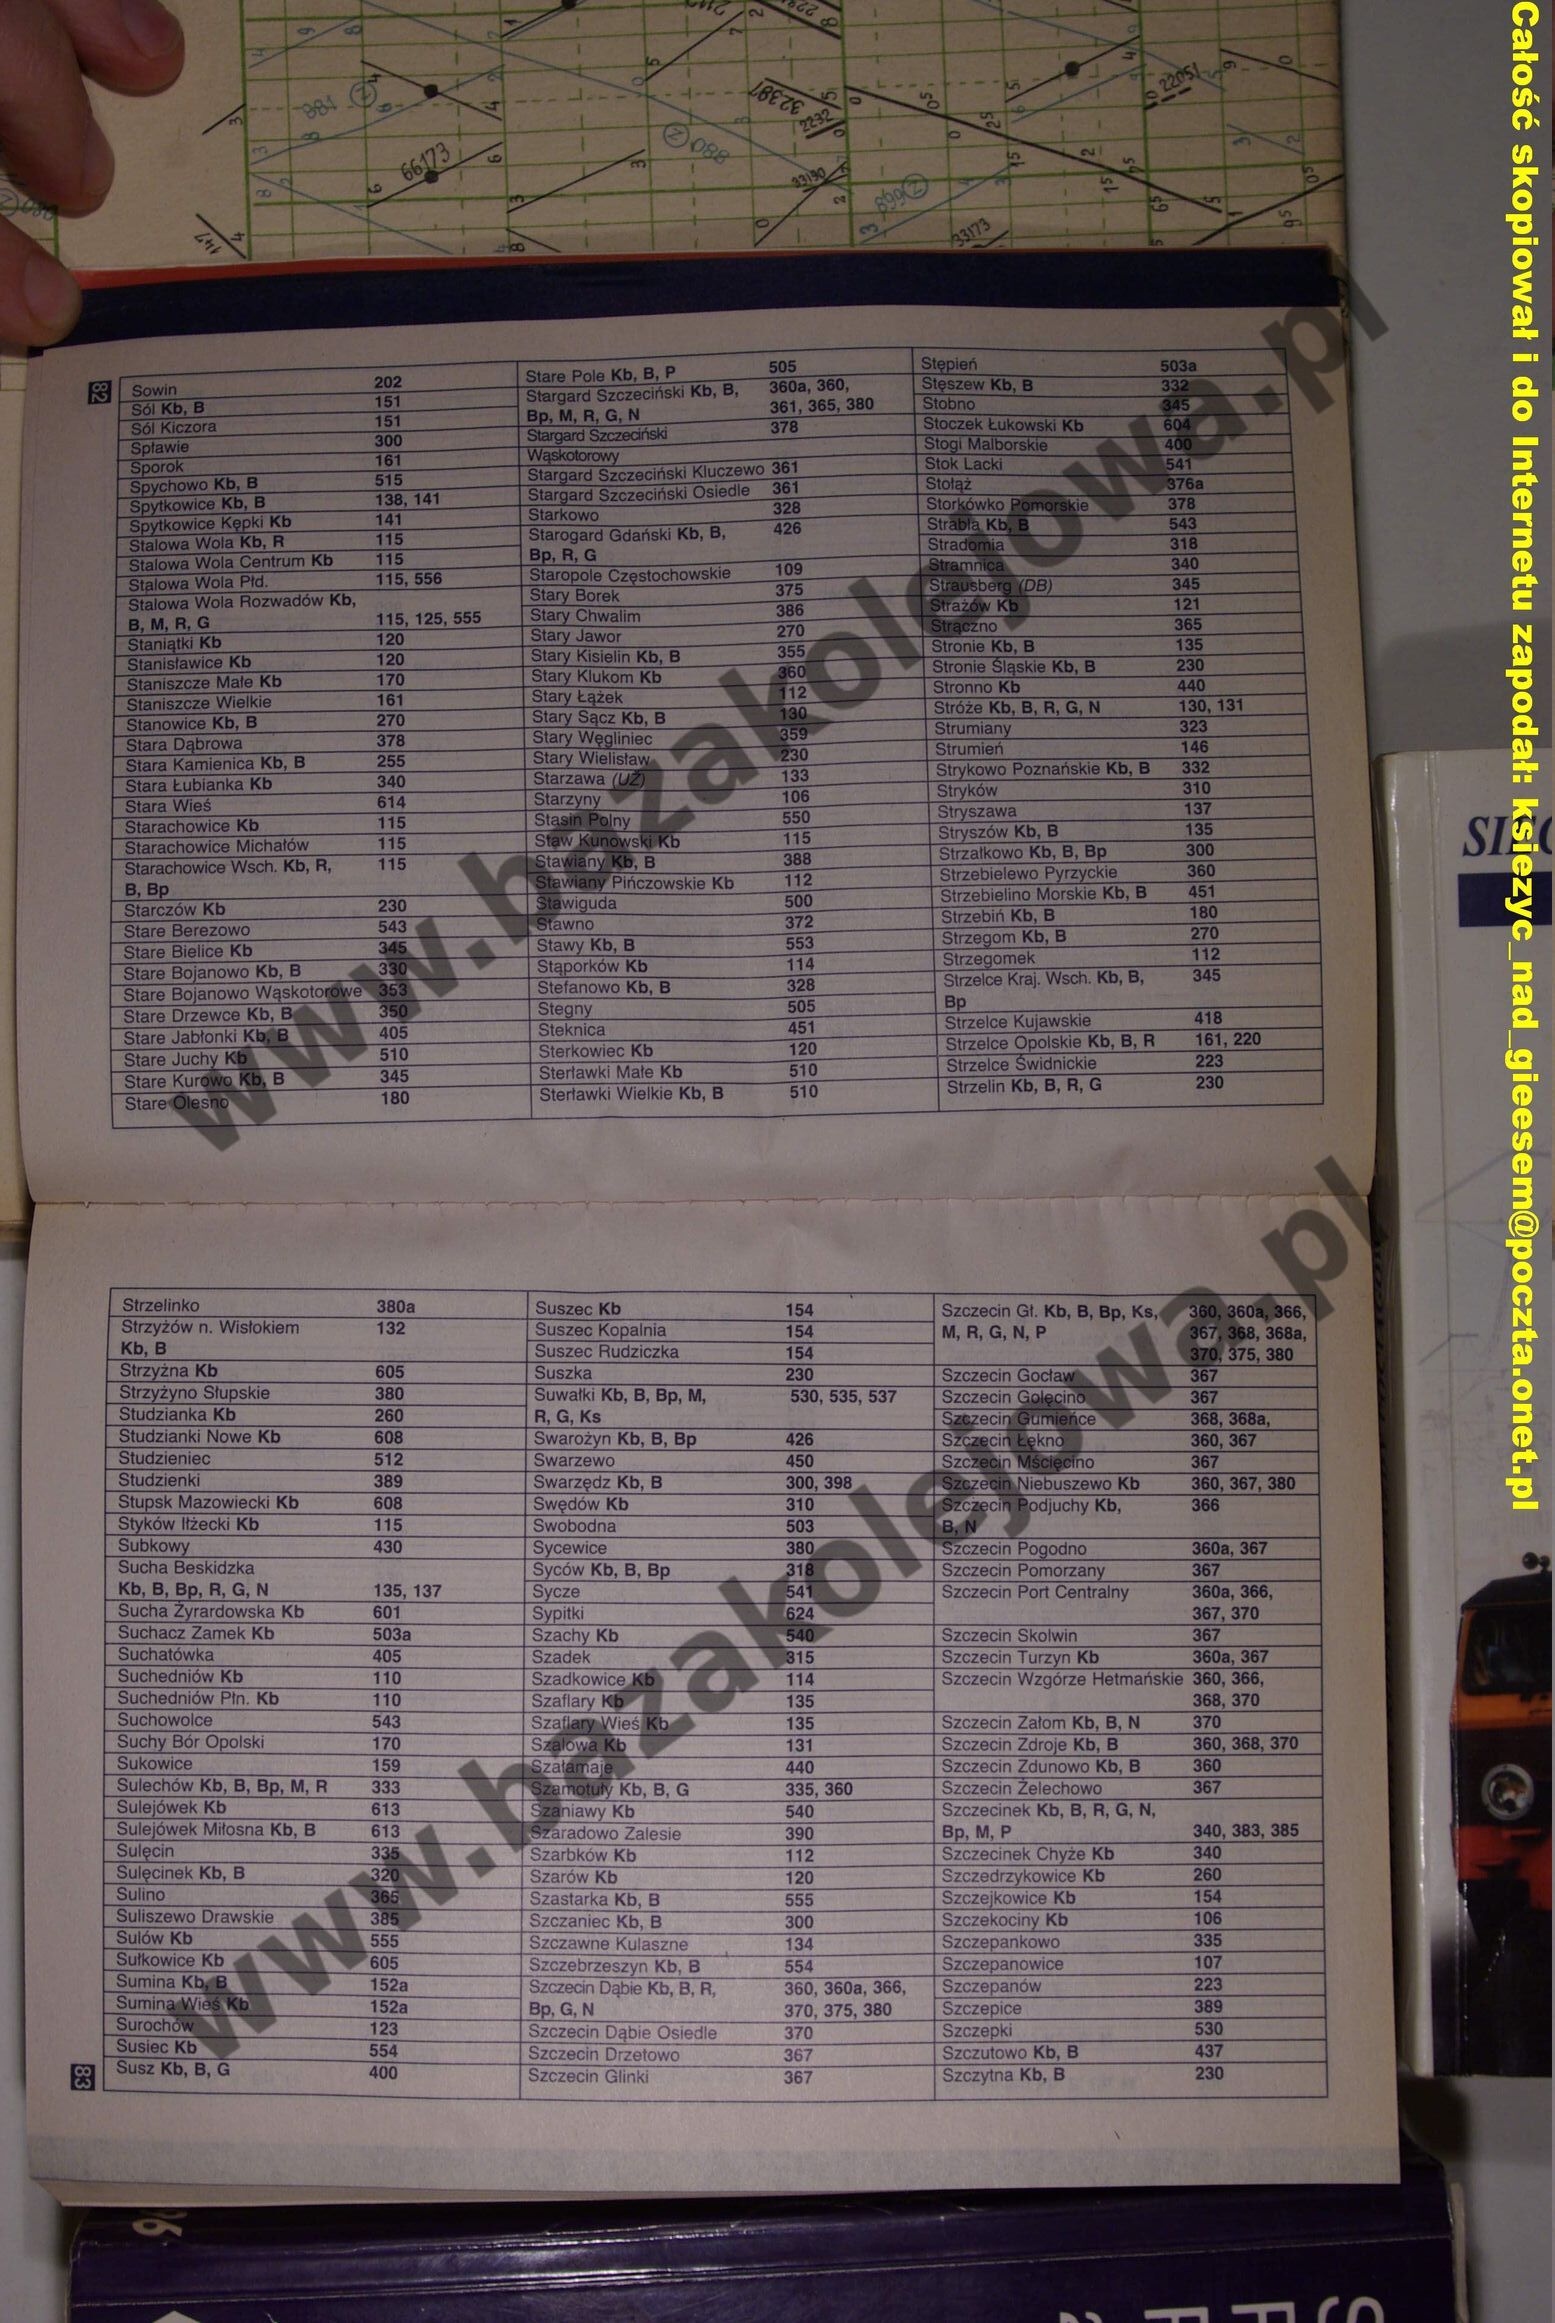 82
Sowin 202
Sól Kb, B 151
Sól Kiczora 151
Spławie 300
Sporok 161
Spychowo Kb, B 515
Spytkowice Kb, B 138, 141
Spytkowice Kępki Kb 141
Stalowa Wola Kb, R 115
Stalowa Wola Centrum Kb 115
Stalowa Wola Płd. 115, 556
Stalowa Wola Rozwadów Kb,
B, M, R, G 115, 125, 555
Staniątki Kb 120
Stanisławice Kb 120
Staniszcze Małe Kb 170
Staniszcze Wielkie 161
Stanowice Kb, B 270
Stara Dąbrowa 378
Stara Kamienica Kb, B 255
Stara Łubianka Kb 340
Stara Wieś 614
Starachowice Kb 115
Starachowice Michałów 115
Starachowice Wsch. Kb, R, 115
B, Bp
Starczów Kb 230
Stare Berezowo 543
Stare Bielice Kb 345
Stare Bojanowo Kb, B 330
Stare Bojanowo Wąskotorowe 353
Stare Drzewce Kb, B 350
Stare Jabłonki Kb, B 405
Stare Juchy Kb 510
Stare Kurowo Kb, B 345
Stare Olesno 180
Stare Pole Kb, B, P 505
Stargard Szczeciński Kb, B, 360a, 360,
Bp, M, R, G, N 361, 365, 380
Stargard Szczeciński 378
Wąskotorowy
Stargard Szczeciński Kluczewo 361
Stargard Szczeciński Osiedle 361
Starkowo 328
Starogard Gdański Kb, B, 426
Bp, R, G
Staropole Częstochowskie 109
Stary Borek 375
Stary Chwalim 386
Stary Jawor 270
Stary Kisielin Kb, B 355
Stary Klukom Kb 360
Stary Łążek 112
Stary Sącz Kb, B 130
Stary Węgliniec 359
Stary Wielisław 230
Starzawa (UŻ) 133
Starzyny 106
Stasin Polny 550
Staw Kunowski Kb 115
Stawiany Kb, B 388
Stawiany Pińczowskie Kb 112
Stawiguda 500
Stawno 372
Stawy Kb, B 553
Stąporków Kb 114
Stefanowo Kb, B 328
Stegny 505
Steknica 451
Sterkowiec Kb 120
Sterławki Małe Kb 510
Sterławki Wielkie Kb, B 510
Stępień 503a
Stęszew Kb, B 332
Stobno 345
Stoczek Łukowski Kb 604
Stogi Malborskie 400
Stok Lacki 541
Stołąż 376a
Storkówko Pomorskie 378
Strabla Kb, B 543
Stradomia 318
Stramnica 340
Strausberg (DB) 345
Strażów Kb 121
Strączno 365
Stronie Kb, B 135
Stronie Śląskie Kb, B 230
Stronno Kb 440
Stróże Kb, B, R, G, N 130, 131
Strumiany 323
Strumień 146
Strykowo Poznańskie Kb, B 332
Stryków 310
Stryszawa 137
Stryszów Kb, B 135
Strzałkowo Kb, B, Bp 300
Strzebielewo Pyrzyckie 360
Strzebielino Morskie Kb, B 451
Strzebiń Kb, B 180
Strzegom Kb, B 270
Strzegomek 112
Strzelce Kraj. Wsch. Kb, B, 345
Bp
Strzelce Kujawskie 418
Strzelce Opolskie Kb, B, R 161, 220
Strzelce Świdnickie 223
Strzelin Kb, B, R, G 230
Strzelinko 380a
Strzyżów n. Wisłokiem 132
Kb, B
Strzyżna Kb 605
Strzyżyno Słupskie 380
Studzianka Kb 260
Studzianki Nowe Kb 608
Studzieniec 512
Studzienki 389
Stupsk Mazowiecki Kb 608
Styków Iłżecki Kb 115
Subkowy 430
Sucha Beskidzka
Kb, B, Bp, R, G, N 135, 137
Sucha Żyrardowska Kb 601
Suchacz Zamek Kb 503a
Suchatówka 405
Suchedniów Kb 110
Suchedniów Płn. Kb 110
Suchowolce 543
Suchy Bór Opolski 170
Sukowice 159
Sulechów Kb, B, Bp, M, R 333
Sulejówek Kb 613
Sulejówek Miłosna Kb, B 613
Sulęcin 335
Sulęcinek Kb, B 320
Sulino 365
Suliszewo Drawskie 385
Sulów Kb 555
Sułkowice Kb 605
Sumina Kb, B 152a
Sumina Wieś Kb 152a
Surochów 123
Susiec Kb 554
Susz Kb, B, G 400
Suszec Kb 154
Suszec Kopalnia 154
Suszec Rudziczka 154
Suszka 230
Suwałki Kb, B, Bp, M, 530, 535, 537
R, G, Ks
Swarożyn Kb, B, Bp 426
Swarzewo 450
Swarzędz Kb, B 300, 398
Swędów Kb 310
Swobodna 503
Sycewice 380
Syców Kb, B, Bp 318
Sycze 541
Sypitki 624
Szachy Kb 540
Szadek 315
Szadkowice Kb 114
Szaflary Kb 135
Szaflary Wieś Kb 135
Szalowa Kb 131
Szałamaje 440
Szamotuły Kb, B, G 335, 360
Szaniawy Kb 540
Szaradowo Zalesie 390
Szarbków Kb 112
Szarów Kb 120
Szastarka Kb, B 555
Szczaniec Kb, B 300
Szczawne Kulaszne 134
Szczebrzeszyn Kb, B 554
Szczecin Dąbie Kb, B, R, 360, 360a, 366,
Bp, G, N 370, 375, 380
Szczecin Dąbie Osiedle 370
Szczecin Drzetowo 367
Szczecin Glinki 367
Szczecin Gł. Kb, B, Bp, Ks, 360, 360a, 366,
M, R, G, N, P 367, 368, 368a,
370, 375, 380
Szczecin Gocław 367
Szczecin Golęcino 367
Szczecin Gumieńce 368, 368a,
Szczecin Łękno 360, 367
Szczecin Mścięcino 367
Szczecin Niebuszewo Kb 360, 367, 380
Szczecin Podjuchy Kb, 366
B, N
Szczecin Pogodno 360a, 367
Szczecin Pomorzany 367
Szczecin Port Centralny 360a, 366,
367, 370
Szczecin Skolwin 367
Szczecin Turzyn Kb 360a, 367
Szczecin Wzgórze Hetmańskie 360, 366,
368, 370
Szczecin Załom Kb, B, N 370
Szczecin Zdroje Kb, B 360, 368, 370
Szczecin Zdunowo Kb, B 360
Szczecin Żelechowo 367
Szczecinek Kb, B, R, G, N,
Bp, M, P 340, 383, 385
Szczecinek Chyże Kb 340
Szczedrzykowice Kb 260
Szczejkowice Kb 154
Szczekociny Kb 106
Szczepankowo 335
Szczepanowice 107
Szczepanów 223
Szczepice 389
Szczepki 530
Szczutowo Kb, B 437
Szczytna Kb, B 230
83
www.bazakolejowa.pl
www.bazakolejowa.pl
Całość skopiował i do Internetu zapodał: ksiezyc_nad_gieesem@poczta.onet.pl
66173
881
880
32387
2232
33190
899
33173
22051
147